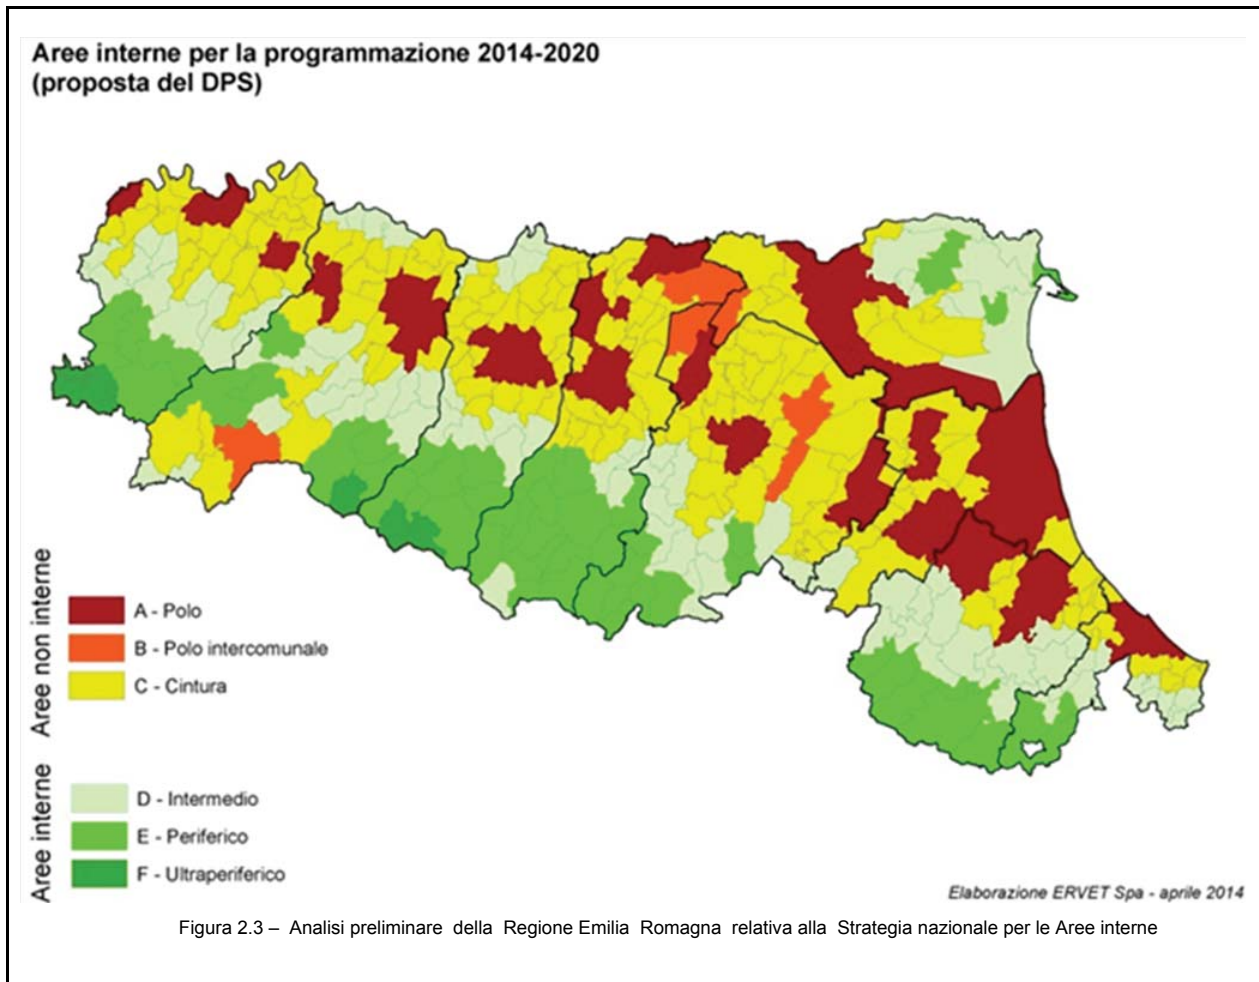 Aree interne per la programmazione 2014-2020
(proposta del DPS)
Aree non interne
A - Polo
B - Polo intercomunale
C - Cintura
Aree interne
D - Intermedio
E - Periferico
F - Ultraperiferico
Elaborazione ERVET Spa - aprile 2014
Figura 2.3 – Analisi preliminare della Regione Emilia Romagna relativa alla Strategia nazionale per le Aree interne